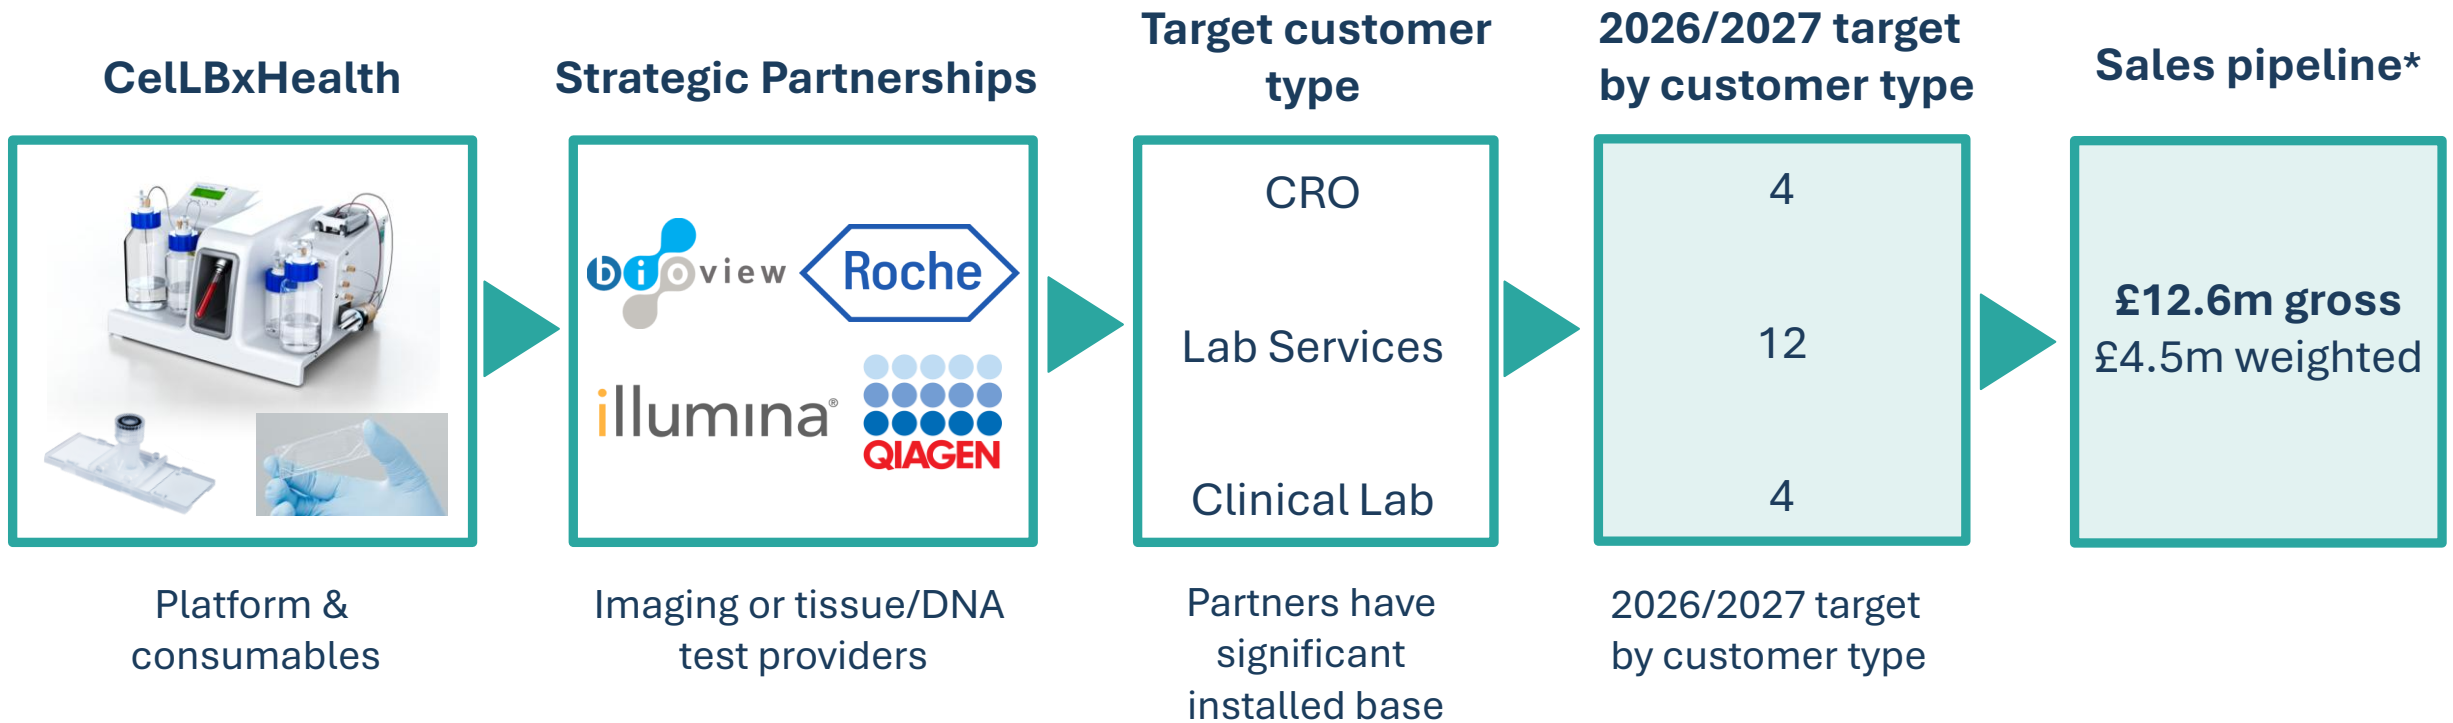 CelLBxHealth
Platform &
consumables
Strategic Partnerships
bioview
Roche
illumina®
QIAGEN
Imaging or tissue/DNA
test providers
Target customer
type
CRO
Lab Services
Clinical Lab
Partners have
significant
installed base
2026/2027 target
by customer type
4
12
4
2026/2027 target
by customer type
Sales pipeline*
£12.6m gross
£4.5m weighted